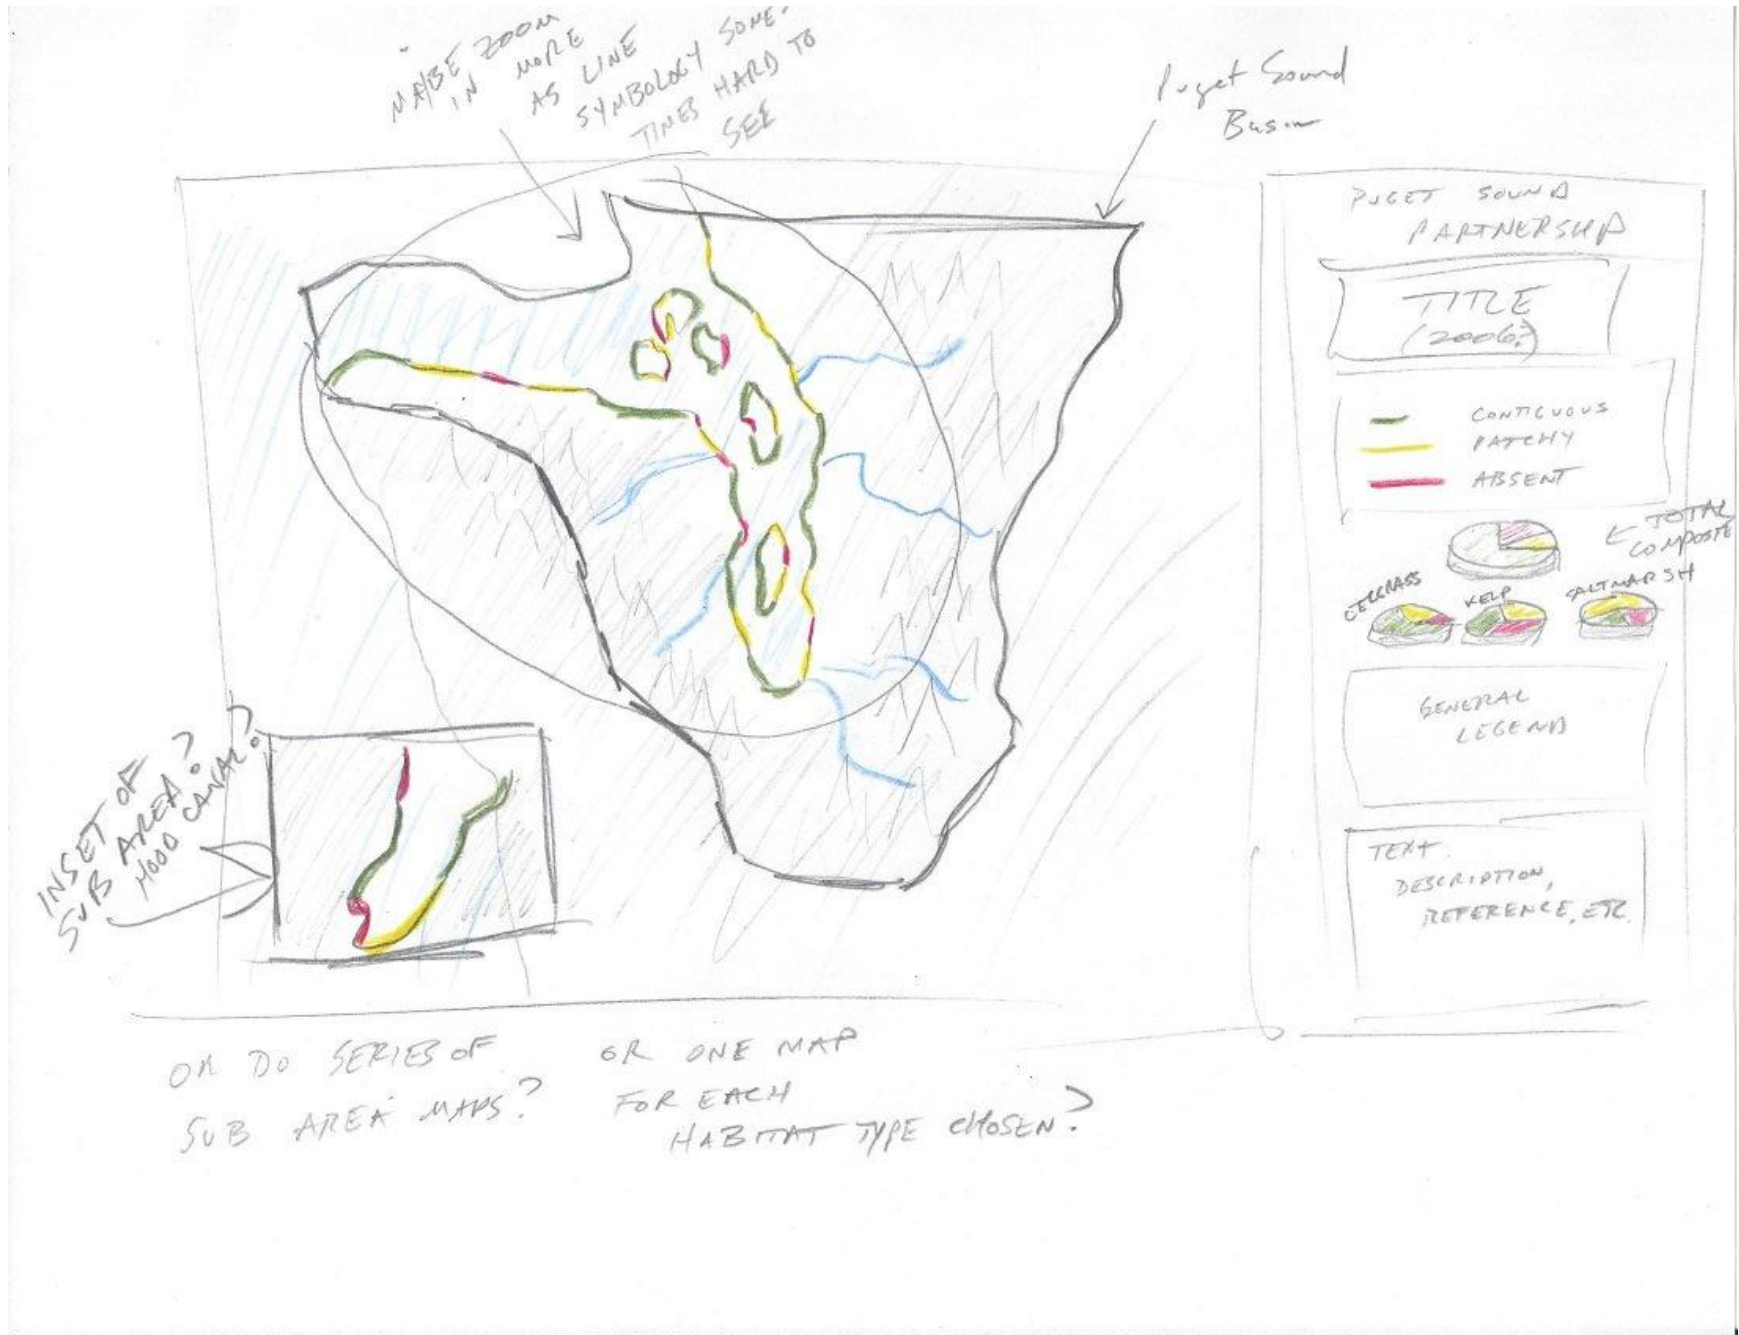 MAYBE ZOOM
IN MORE
AS LINE
SYMBOLOGY SOME-
TIMES HARD TO
SEE
Puget Sound
Basin
PUGET SOUND
PARTNERSHIP
TITLE
(2006?)
CONTIGUOUS
PATCHY
ABSENT
← TOTAL
COMPOSITE
EELGRASS
KELP
SALTMARSH
GENERAL
LEGEND
TEXT.
DESCRIPTION,
REFERENCE, ETC.
INSET OF
SUB AREA?
HOOD CANAL?
OR DO SERIES OF
SUB AREA MAPS?
OR ONE MAP
FOR EACH
HABITAT TYPE CHOSEN?